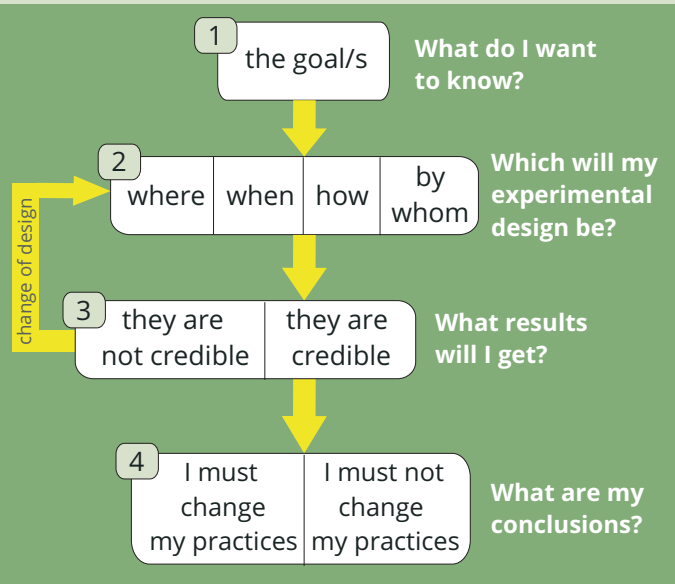 1
the goal/s
What do I want
to know?
2
where
when
how
by
whom
Which will my
experimental
design be?
change of design
3
they are
not credible
they are
credible
What results
will I get?
4
I must
change
my practices
I must not
change
my practices
What are my
conclusions?